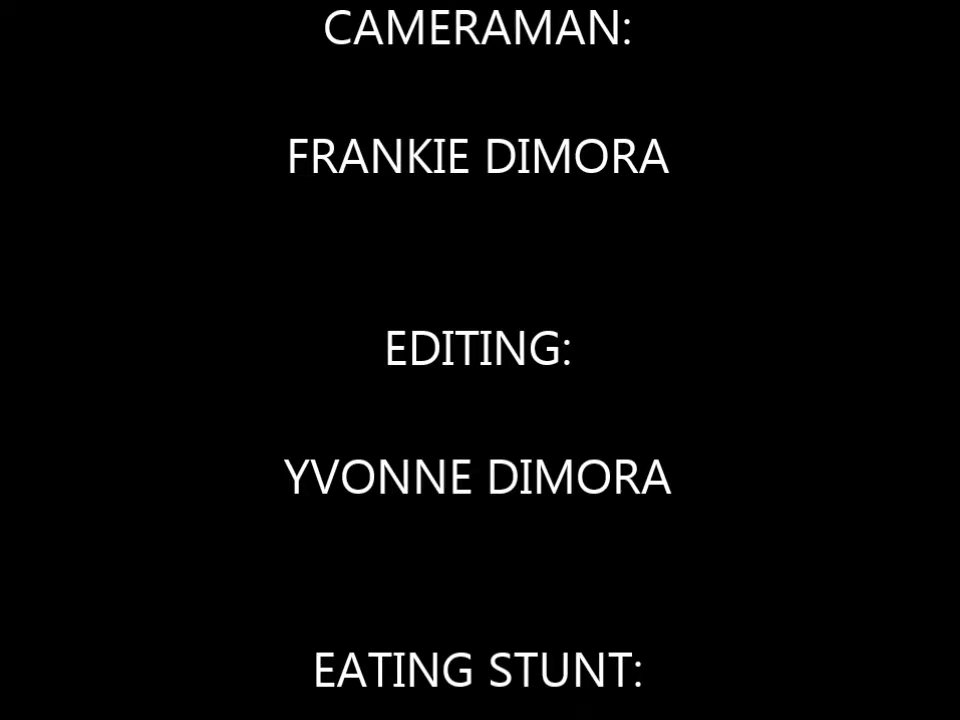 CAMERAMAN:
FRANKIE DIMORA
EDITING:
YVONNE DIMORA
EATING STUNT: